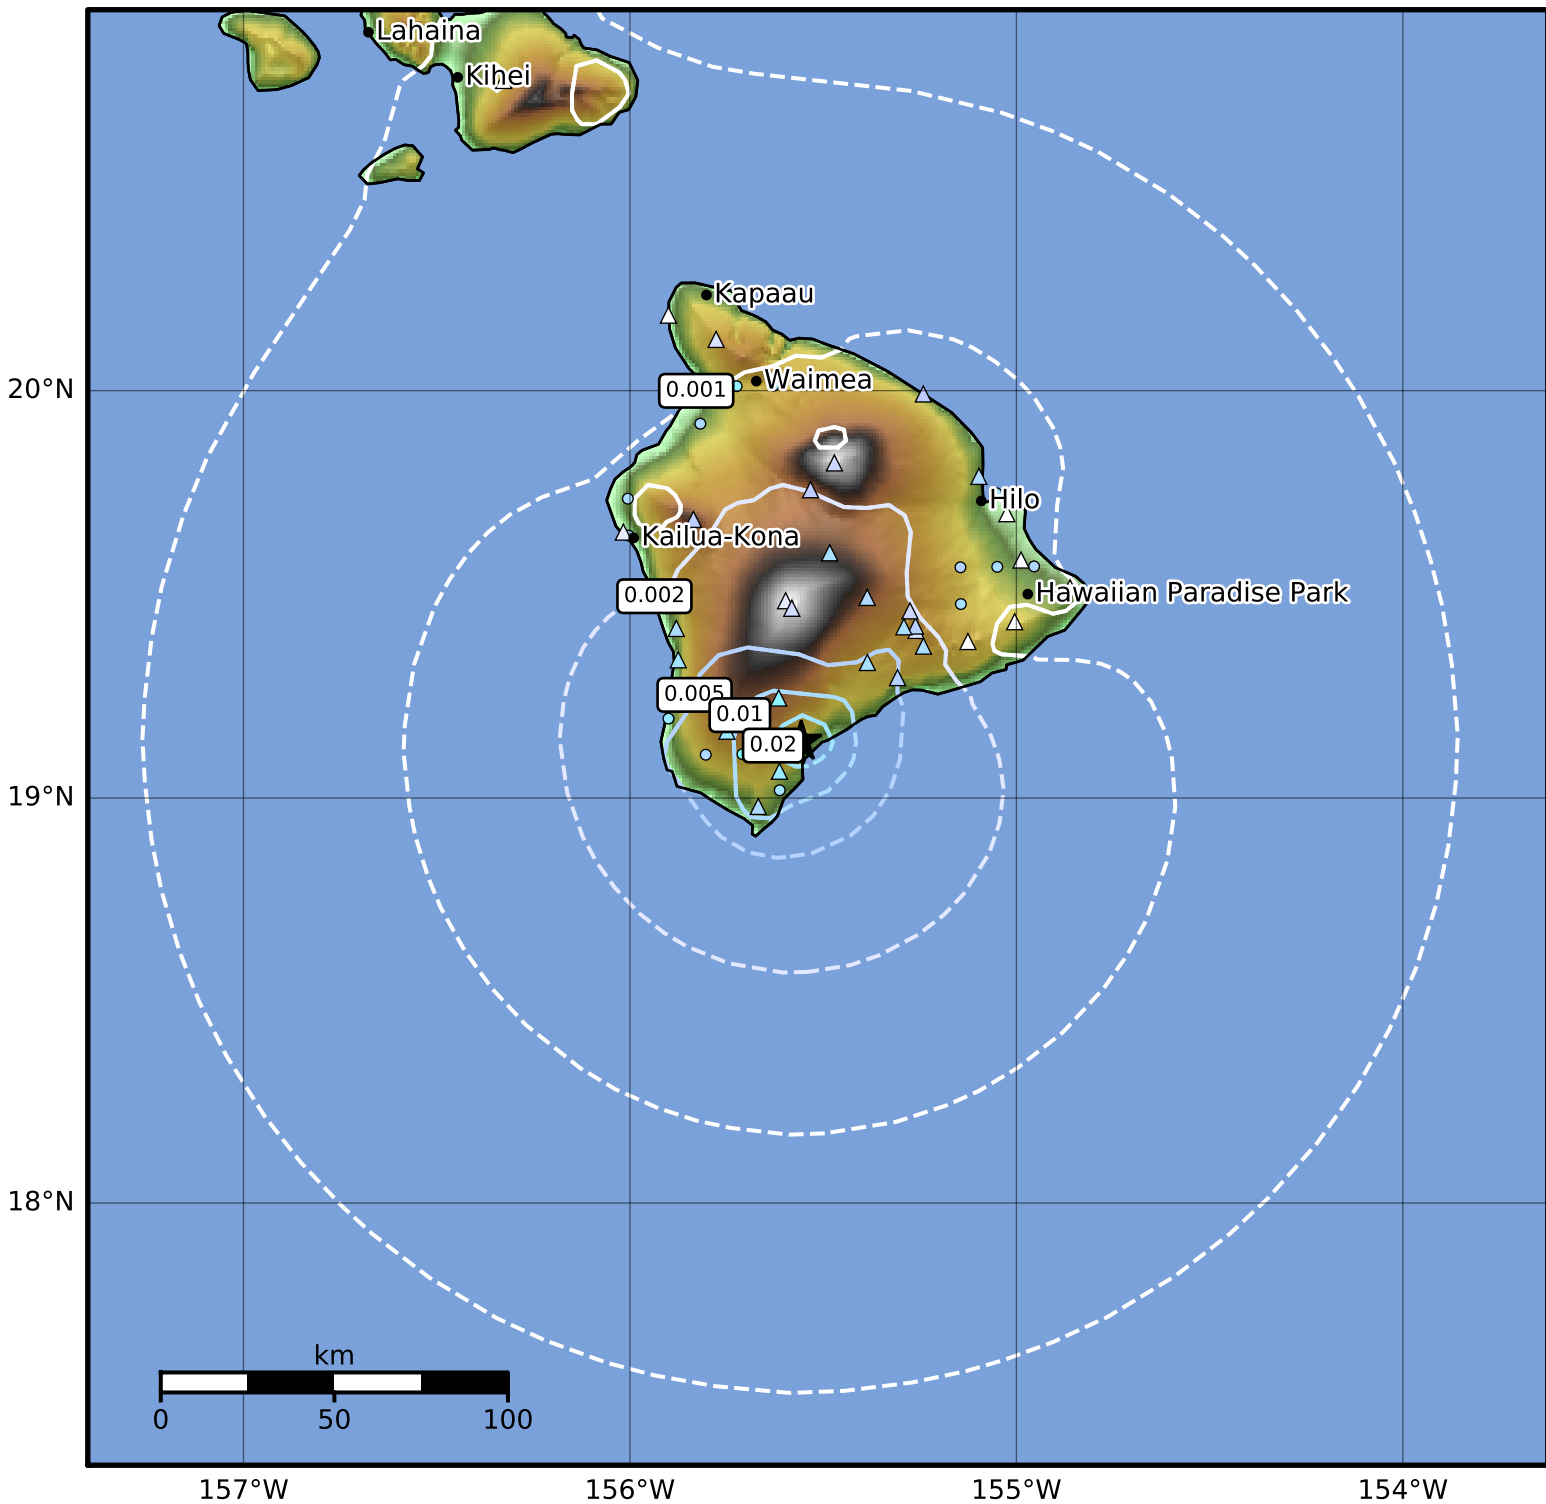 Lahaina
Kihei
Kapaau
20°N
0.001
Waimea
Hilo
Kailua-Kona
0.002
Hawaiian Paradise Park
0.005
0.01
0.02
19°N
18°N
km
0
50
100
157°W
156°W
155°W
154°W